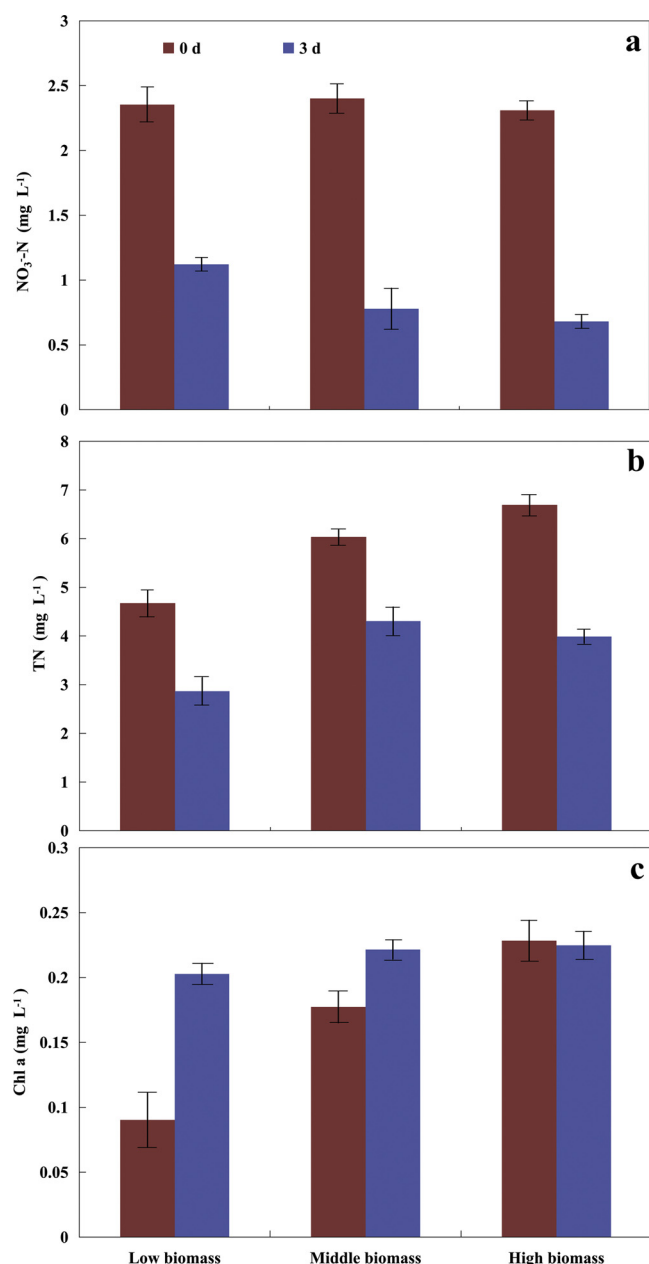 3
0 d
3 d
a
2.5
2
1.5
1
0.5
0
NO₃⁻-N (mg L⁻¹)
8
b
7
6
5
4
3
2
1
0
TN (mg L⁻¹)
0.3
c
0.25
0.2
0.15
0.1
0.05
0
Chl a (mg L⁻¹)
Low biomass
Middle biomass
High biomass